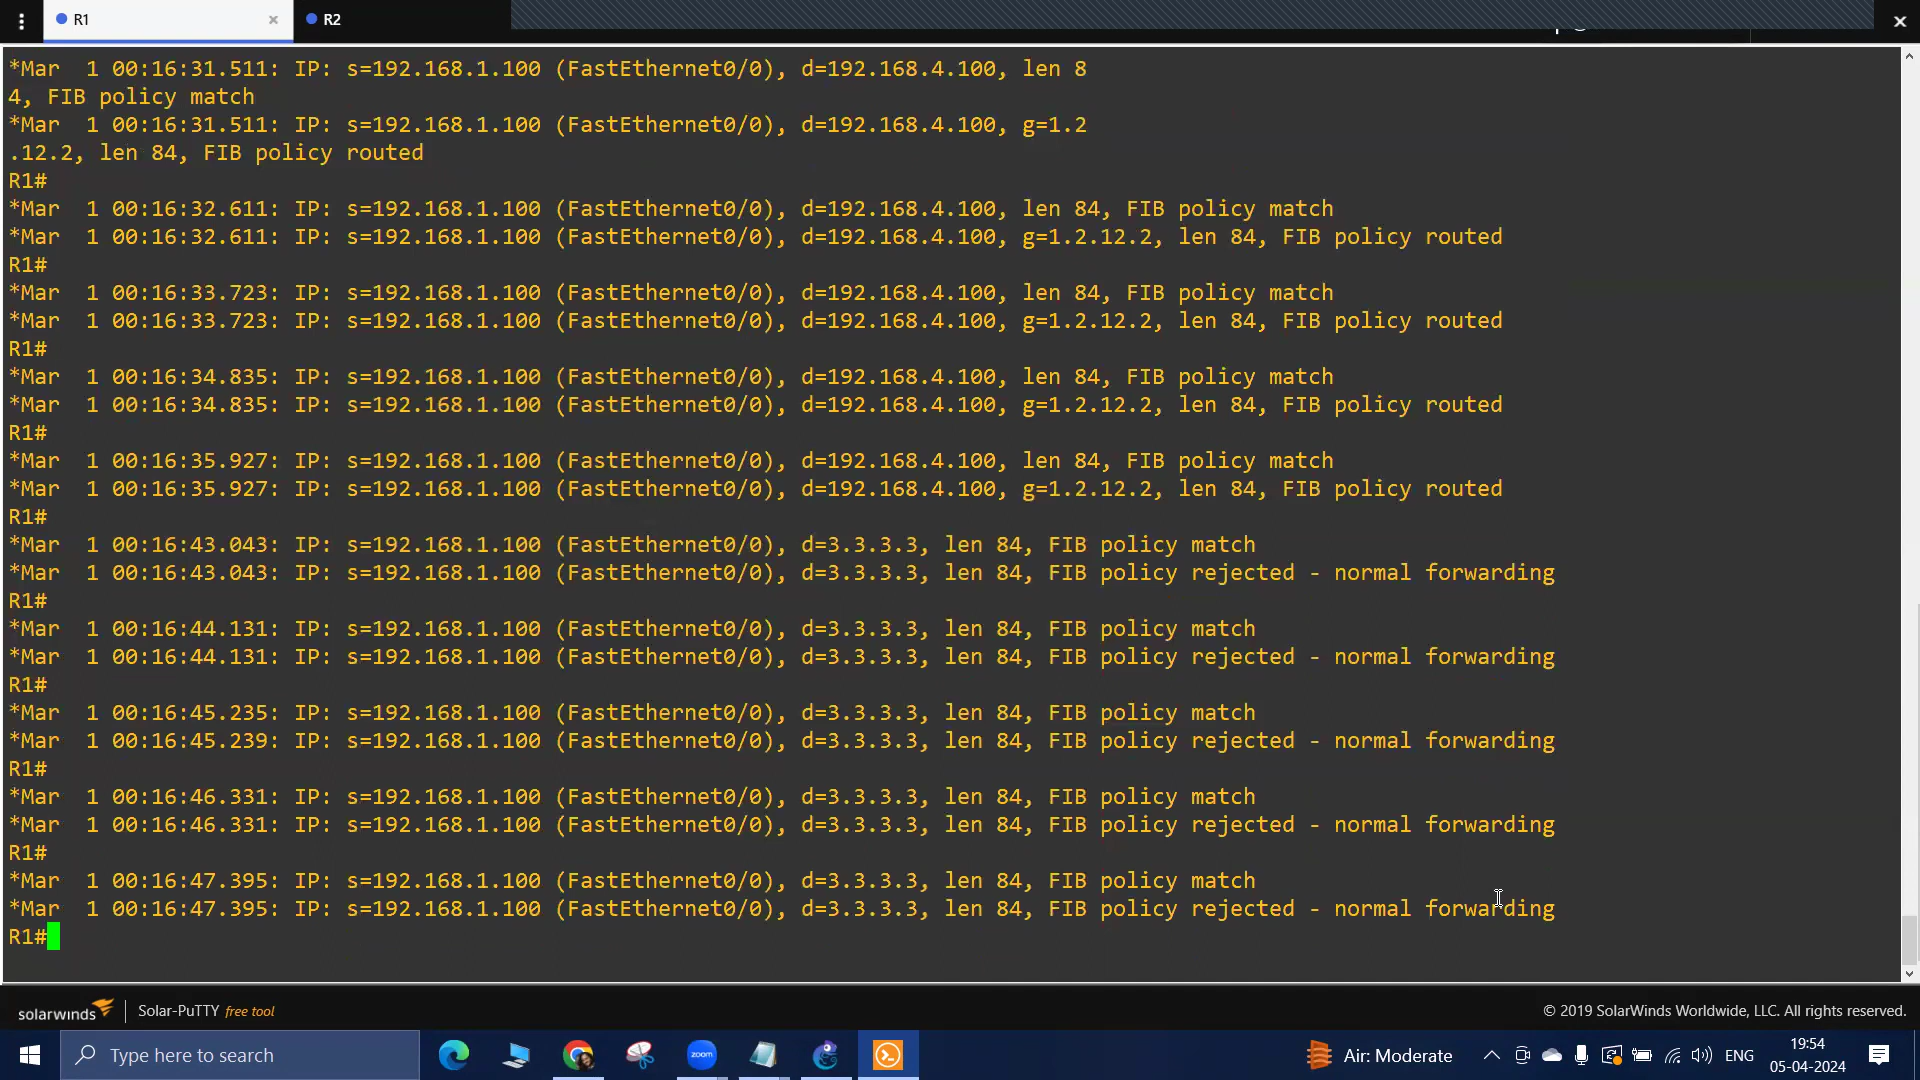 R1
R2
*Mar  1 00:16:31.511: IP: s=192.168.1.100 (FastEthernet0/0), d=192.168.4.100, len 8
4, FIB policy match
*Mar  1 00:16:31.511: IP: s=192.168.1.100 (FastEthernet0/0), d=192.168.4.100, g=1.2
.12.2, len 84, FIB policy routed
R1#
*Mar  1 00:16:32.611: IP: s=192.168.1.100 (FastEthernet0/0), d=192.168.4.100, len 84, FIB policy match
*Mar  1 00:16:32.611: IP: s=192.168.1.100 (FastEthernet0/0), d=192.168.4.100, g=1.2.12.2, len 84, FIB policy routed
R1#
*Mar  1 00:16:33.723: IP: s=192.168.1.100 (FastEthernet0/0), d=192.168.4.100, len 84, FIB policy match
*Mar  1 00:16:33.723: IP: s=192.168.1.100 (FastEthernet0/0), d=192.168.4.100, g=1.2.12.2, len 84, FIB policy routed
R1#
*Mar  1 00:16:34.835: IP: s=192.168.1.100 (FastEthernet0/0), d=192.168.4.100, len 84, FIB policy match
*Mar  1 00:16:34.835: IP: s=192.168.1.100 (FastEthernet0/0), d=192.168.4.100, g=1.2.12.2, len 84, FIB policy routed
R1#
*Mar  1 00:16:35.927: IP: s=192.168.1.100 (FastEthernet0/0), d=192.168.4.100, len 84, FIB policy match
*Mar  1 00:16:35.927: IP: s=192.168.1.100 (FastEthernet0/0), d=192.168.4.100, g=1.2.12.2, len 84, FIB policy routed
R1#
*Mar  1 00:16:43.043: IP: s=192.168.1.100 (FastEthernet0/0), d=3.3.3.3, len 84, FIB policy match
*Mar  1 00:16:43.043: IP: s=192.168.1.100 (FastEthernet0/0), d=3.3.3.3, len 84, FIB policy rejected - normal forwarding
R1#
*Mar  1 00:16:44.131: IP: s=192.168.1.100 (FastEthernet0/0), d=3.3.3.3, len 84, FIB policy match
*Mar  1 00:16:44.131: IP: s=192.168.1.100 (FastEthernet0/0), d=3.3.3.3, len 84, FIB policy rejected - normal forwarding
R1#
*Mar  1 00:16:45.235: IP: s=192.168.1.100 (FastEthernet0/0), d=3.3.3.3, len 84, FIB policy match
*Mar  1 00:16:45.239: IP: s=192.168.1.100 (FastEthernet0/0), d=3.3.3.3, len 84, FIB policy rejected - normal forwarding
R1#
*Mar  1 00:16:46.331: IP: s=192.168.1.100 (FastEthernet0/0), d=3.3.3.3, len 84, FIB policy match
*Mar  1 00:16:46.331: IP: s=192.168.1.100 (FastEthernet0/0), d=3.3.3.3, len 84, FIB policy rejected - normal forwarding
R1#
*Mar  1 00:16:47.395: IP: s=192.168.1.100 (FastEthernet0/0), d=3.3.3.3, len 84, FIB policy match
*Mar  1 00:16:47.395: IP: s=192.168.1.100 (FastEthernet0/0), d=3.3.3.3, len 84, FIB policy rejected - normal forwarding
R1#
solarwinds Solar-PuTTY free tool © 2019 SolarWinds Worldwide, LLC. All rights reserved.
Type here to search zoom Air: Moderate ENG 19:54
05-04-2024